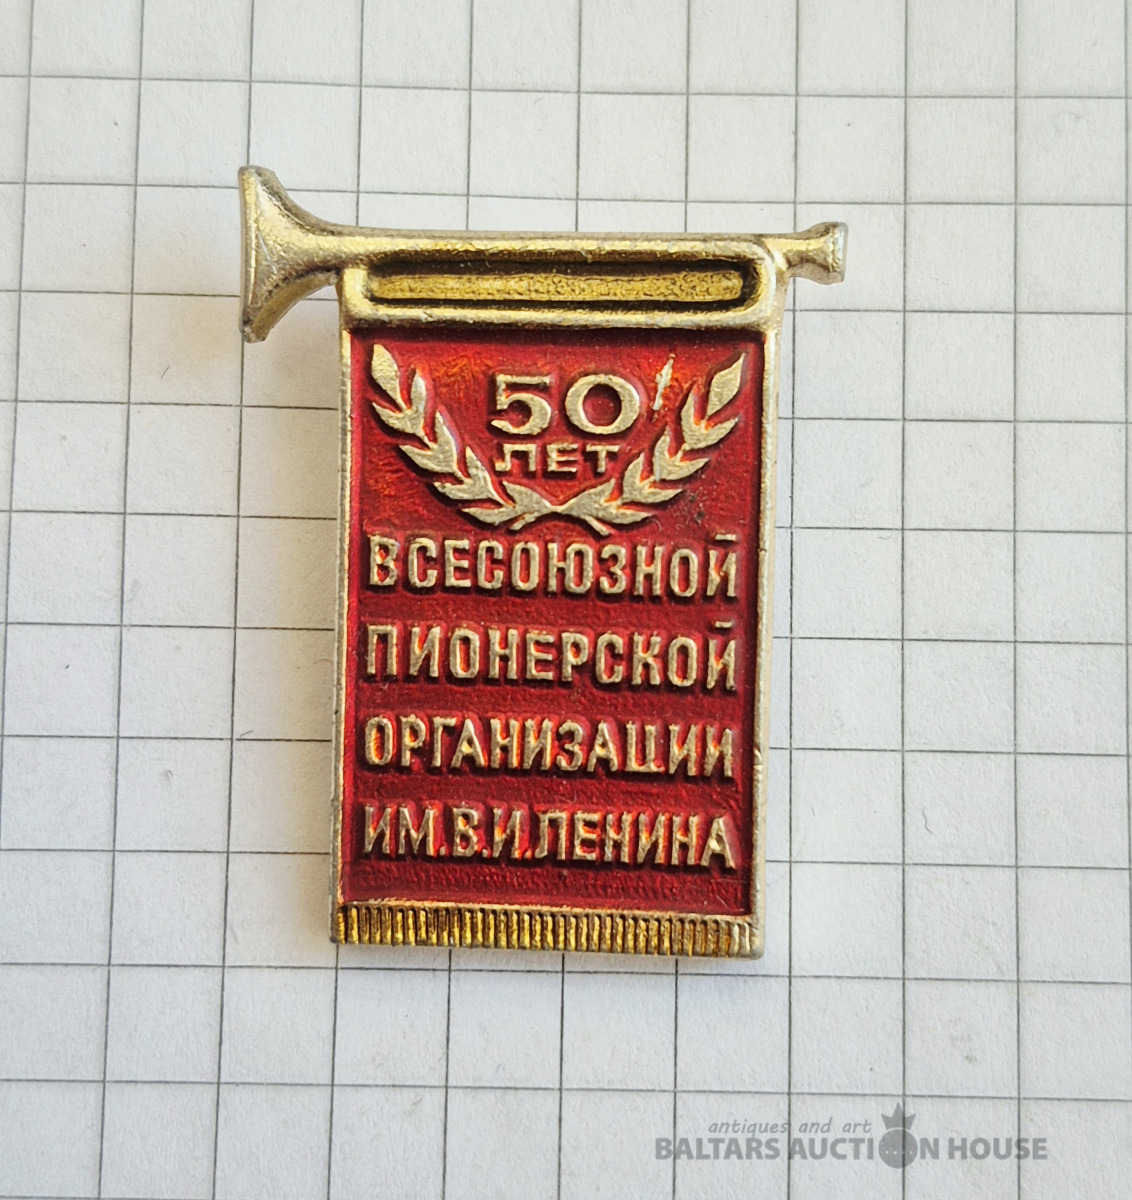 50
ЛЕТ
ВСЕСОЮЗНОЙ
ПИОНЕРСКОЙ
ОРГАНИЗАЦИИ
ИМ.В.И.ЛЕНИНА
antiques and art
BALTARS AUCTION HOUSE